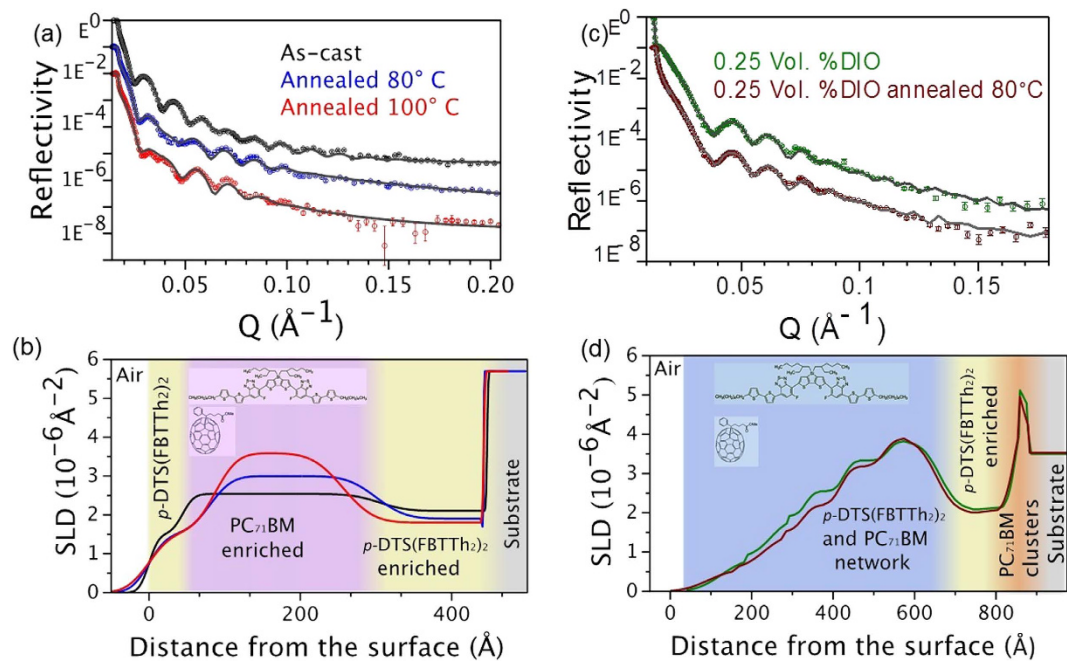 (a)
E0
1E-2
1E-4
1E-6
1E-8
Reflectivity
As-cast
Annealed 80° C
Annealed 100° C
0.05
0.10
0.15
0.20
Q (Å⁻¹)
(c)
E0
1E-2
1E-4
1E-6
1E-8
Reflectivity
0.25 Vol. %DIO
0.25 Vol. %DIO annealed 80°C
0.05
0.10
0.15
Q (Å⁻¹)
(b)
6
5
4
3
2
1
0
SLD (10⁻⁶Å⁻²)
Air
p-DTS(FBTTh₂)₂
PC₇₁BM
enriched
p-DTS(FBTTh₂)₂
enriched
Substrate
0
200
400
Distance from the surface (Å)
(d)
6
5
4
3
2
1
0
SLD (10⁻⁶Å⁻²)
Air
p-DTS(FBTTh₂)₂
and PC₇₁BM
network
p-DTS(FBTTh₂)₂
enriched
PC₇₁BM
clusters
Substrate
0
200
400
600
800
Distance from the surface (Å)